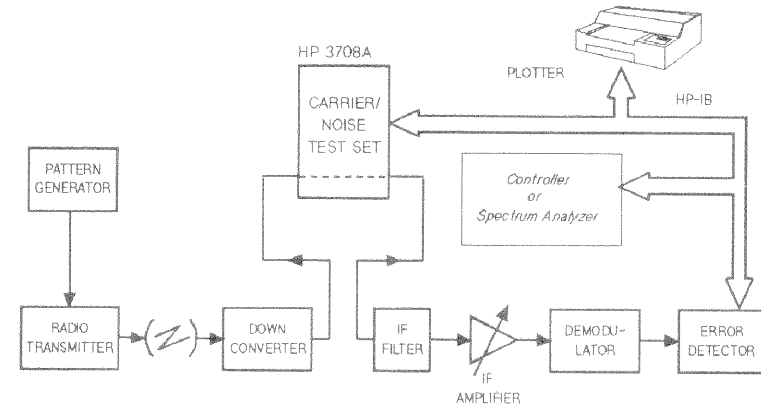 HP 3708A
CARRIER/
NOISE
TEST SET
PLOTTER
HP-IB
PATTERN
GENERATOR
Controller
or
Spectrum Analyzer
RADIO
TRANSMITTER
DOWN
CONVERTER
IF
FILTER
IF
AMPLIFIER
DEMODU-
LATOR
ERROR
DETECTOR